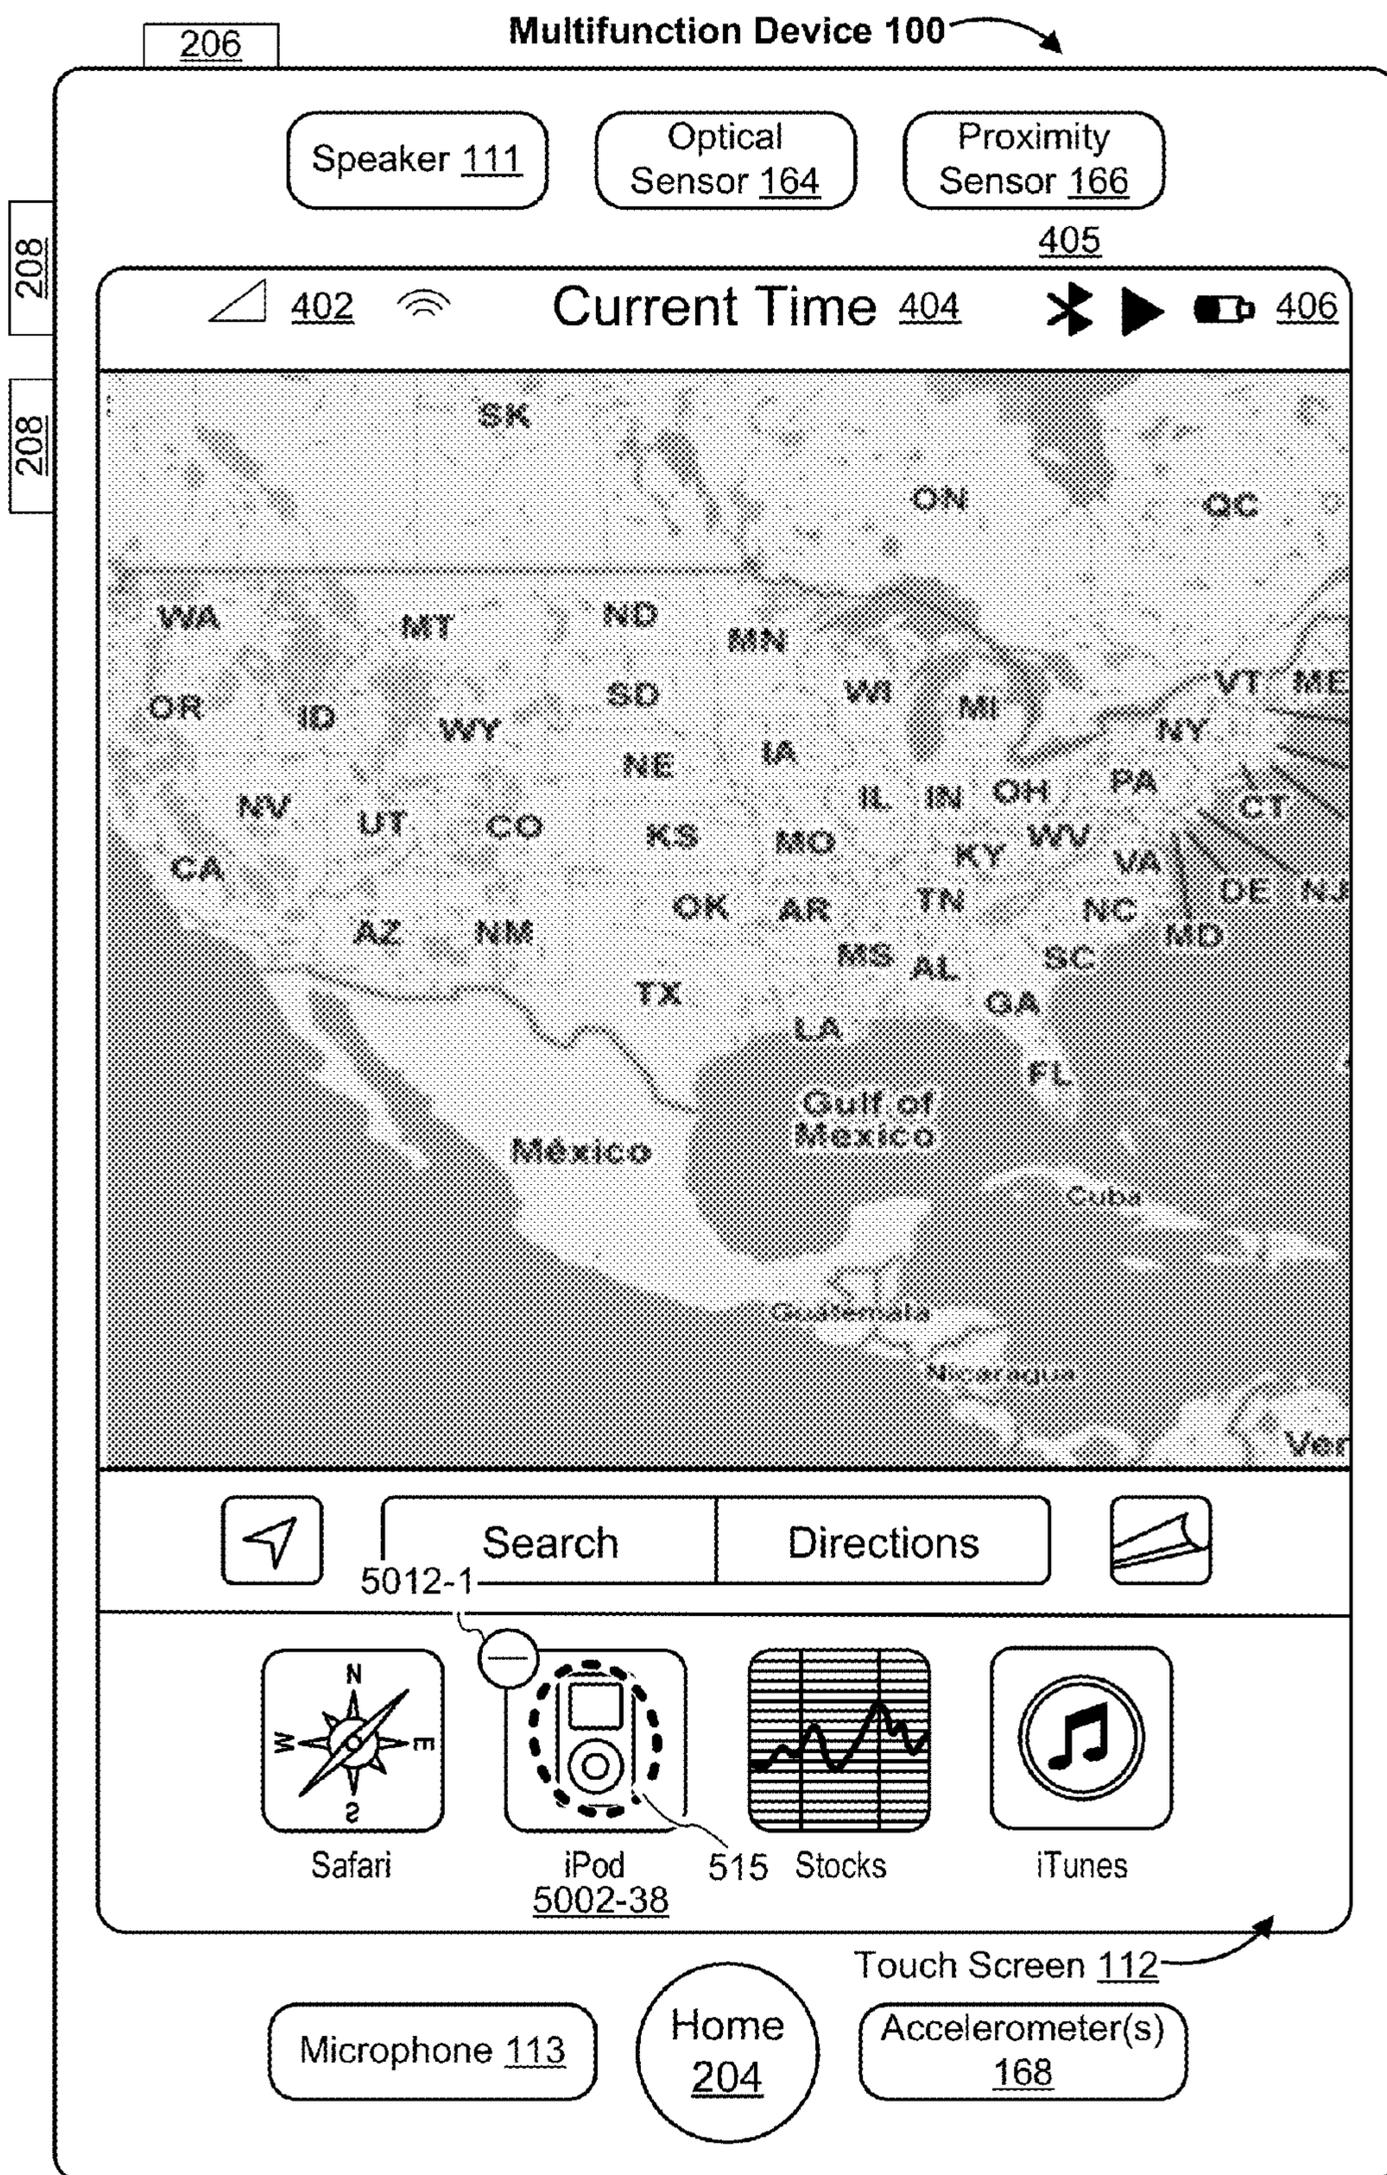 Multifunction Device 100
206
Speaker 111
Optical
Sensor 164
Proximity
Sensor 166
208
208
405
402
Current Time 404
406
SK
ON
QC
WA
MT
ND
MN
VT
ME
OR
ID
WY
SD
WI
MI
NY
NE
IA
NV
UT
CO
IL
IN
OH
PA
CT
CA
KS
MO
KY
WV
VA
DE
NJ
AZ
NM
OK
AR
TN
NC
MD
MS
AL
SC
TX
GA
LA
FL
Gulf of
Mexico
México
Cuba
Guatemala
Nicaragua
Ver
Search
Directions
5012-1
N
W
E
S
Safari
iPod
5002-38
515
Stocks
iTunes
Touch Screen 112
Microphone 113
Home
204
Accelerometer(s)
168